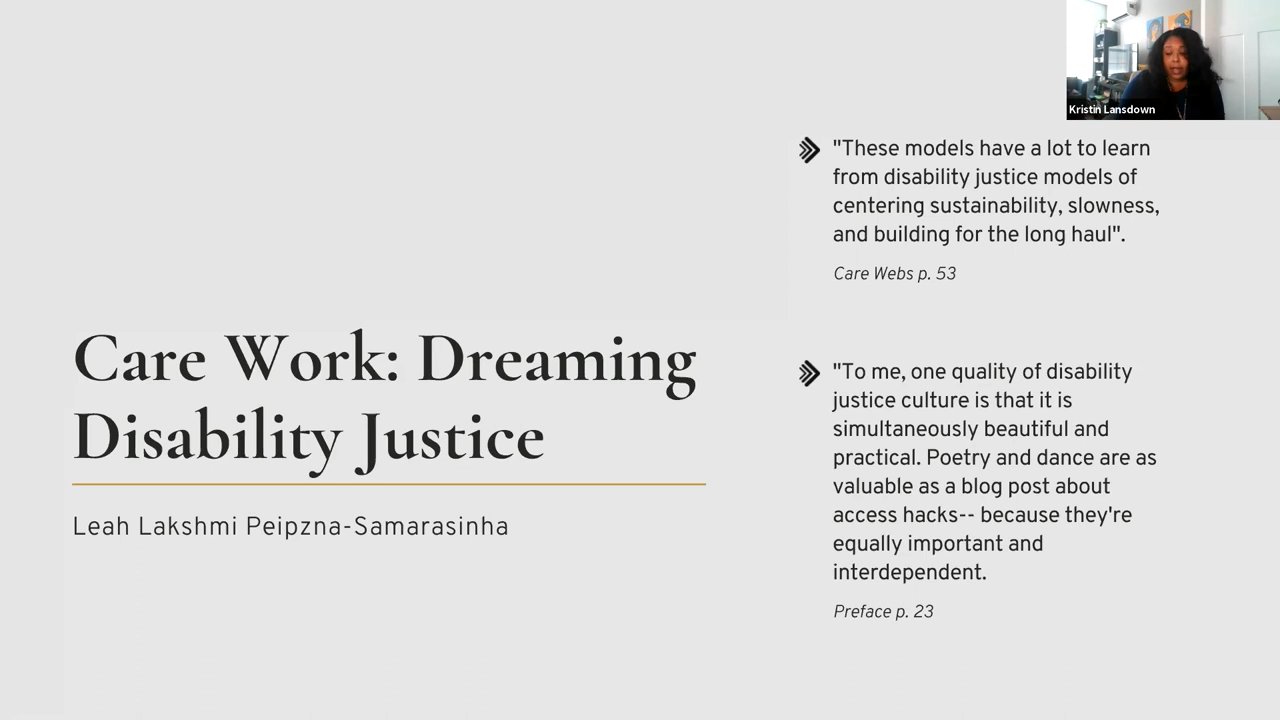 Kristin Lansdown
"These models have a lot to learn
from disability justice models of
centering sustainability, slowness,
and building for the long haul".
Care Webs p. 53
Care Work: Dreaming
Disability Justice
Leah Lakshmi Peipzna-Samarasinha
"To me, one quality of disability
justice culture is that it is
simultaneously beautiful and
practical. Poetry and dance are as
valuable as a blog post about
access hacks-- because they're
equally important and
interdependent.
Preface p. 23